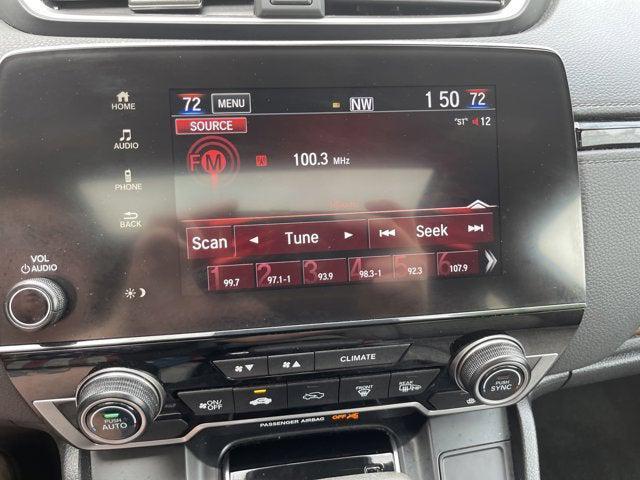 72 MENU NW 1 50 72
SOURCE "ST" 12
FM 100.3 MHz
Scan Tune Seek
1 99.7 2 97.1-1 3 93.9 4 98.3-1 5 92.3 6 107.9
HOME
AUDIO
PHONE
BACK
VOL
AUDIO
CLIMATE
ON/OFF FRONT REAR
PUSH AUTO
PUSH SYNC
PASSENGER AIRBAG OFF